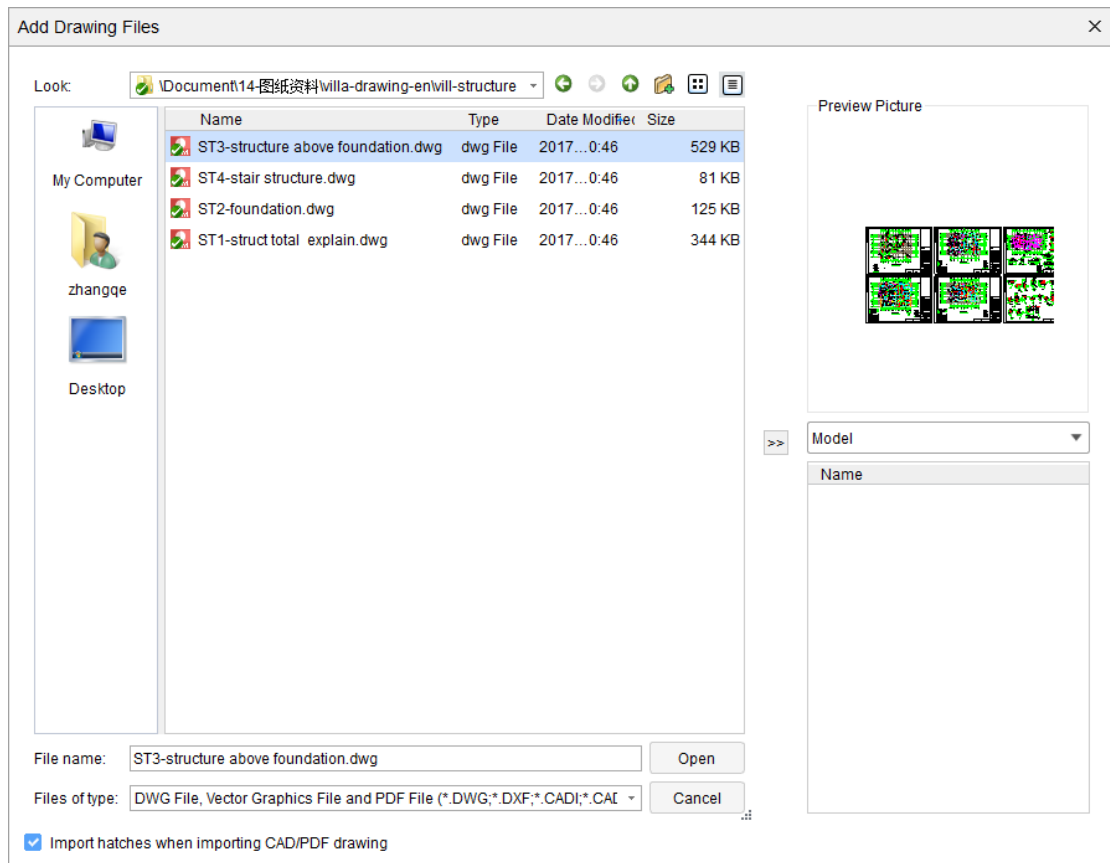 Add Drawing Files
Look:
\Document\14-图纸资料\villa-drawing-en\vill-structure
Preview Picture
Name Type Date Modified Size
ST3-structure above foundation.dwg dwg File 2017…0:46 529 KB
ST4-stair structure.dwg dwg File 2017…0:46 81 KB
ST2-foundation.dwg dwg File 2017…0:46 125 KB
ST1-struct total explain.dwg dwg File 2017…0:46 344 KB
My Computer
zhangqe
Desktop
>>
Model
Name
File name: ST3-structure above foundation.dwg Open
Files of type: DWG File, Vector Graphics File and PDF File (*.DWG;*.DXF;*.CADI;*.CAD Cancel
Import hatches when importing CAD/PDF drawing